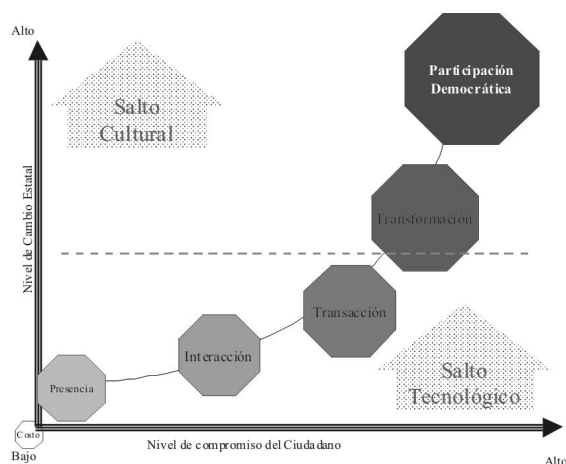 Alto
Participación
Democrática
Salto
Cultural
Nivel de Cambio Estatal
Transformación
Transacción
Interacción
Salto
Tecnológico
Presencia
Costo
Bajo
Nivel de compromiso del Ciudadano
Alto